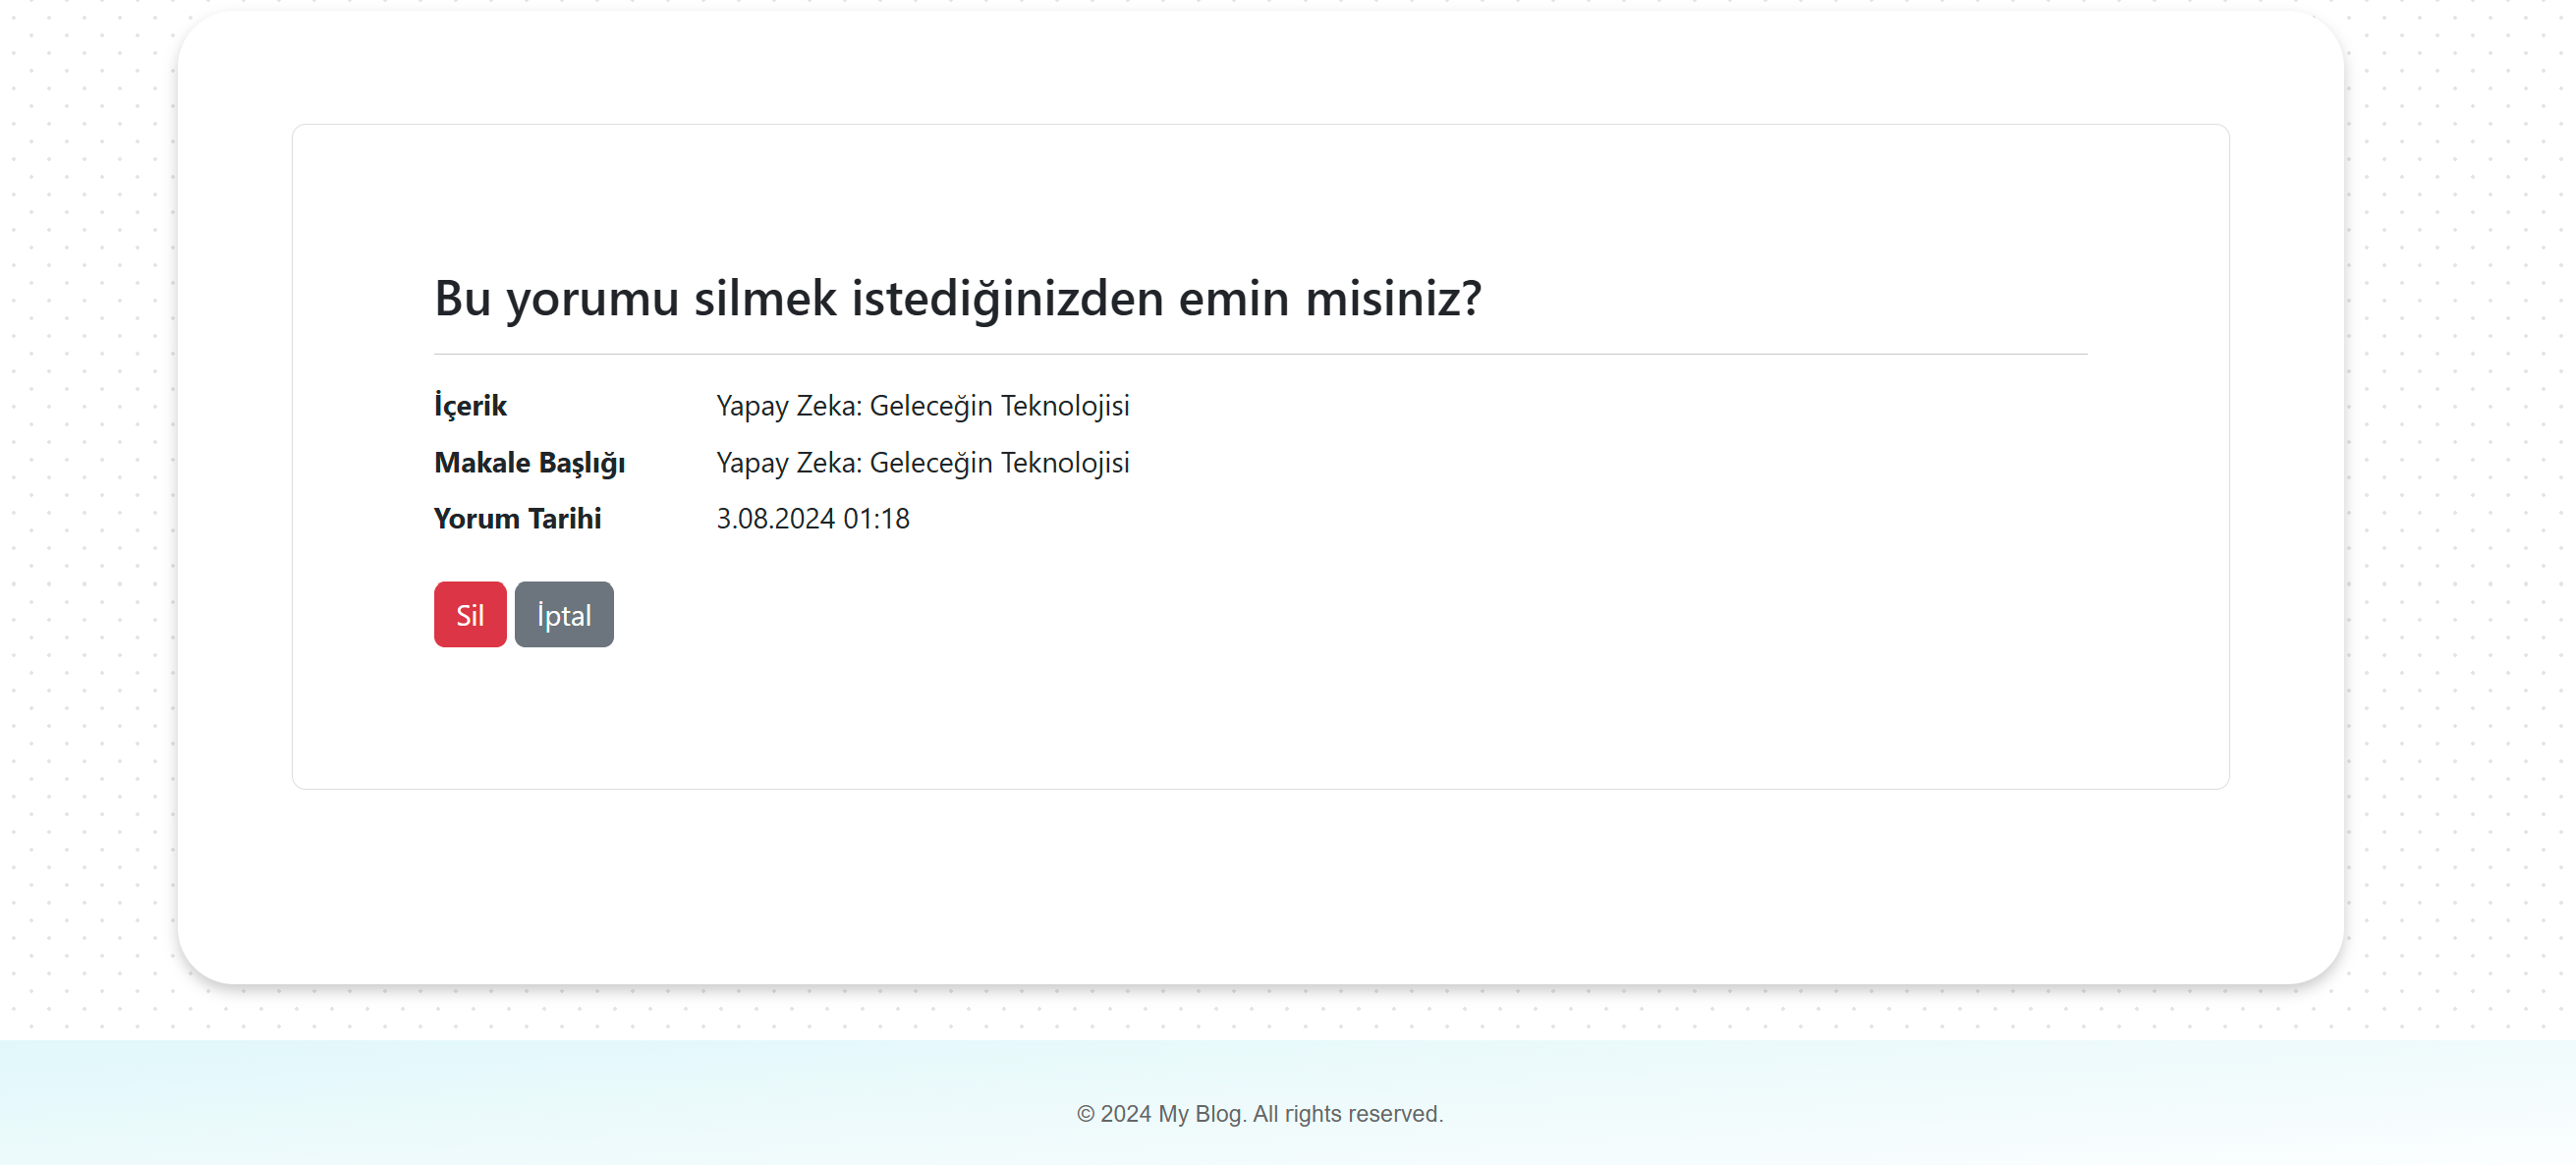 Bu yorumu silmek istediğinizden emin misiniz?
İçerik Yapay Zeka: Geleceğin Teknolojisi
Makale Başlığı Yapay Zeka: Geleceğin Teknolojisi
Yorum Tarihi 3.08.2024 01:18
Sil İptal
© 2024 My Blog. All rights reserved.